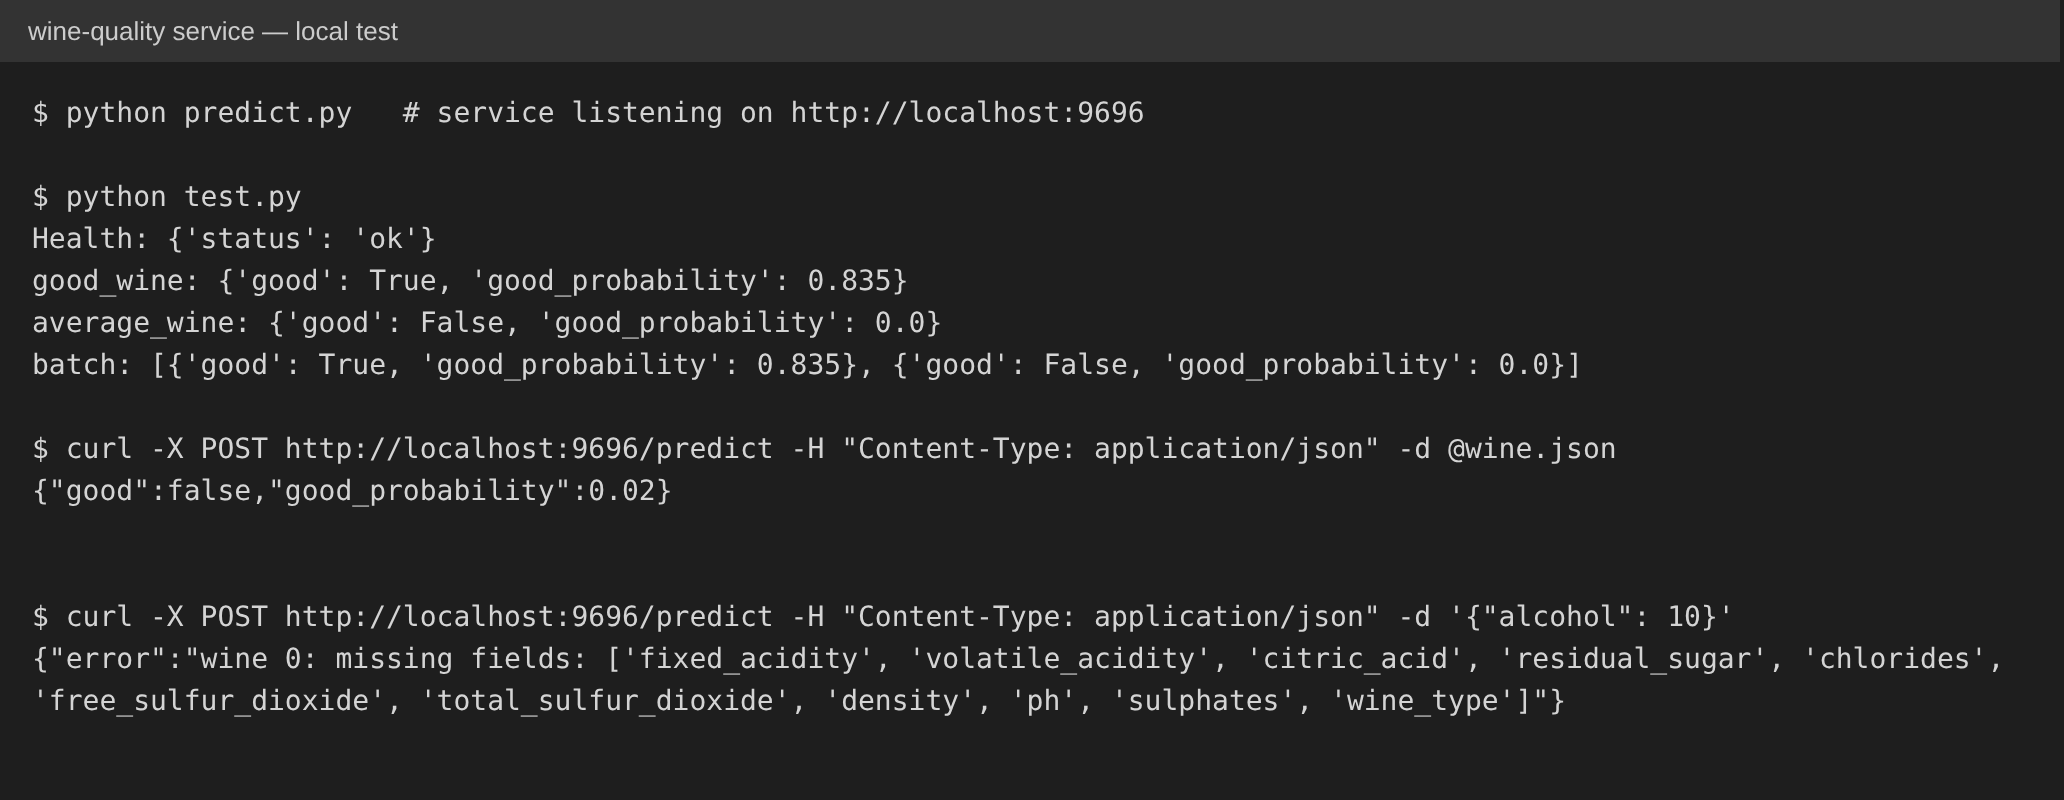 wine-quality service — local test
$ python predict.py   # service listening on http://localhost:9696
$ python test.py
Health: {'status': 'ok'}
good_wine: {'good': True, 'good_probability': 0.835}
average_wine: {'good': False, 'good_probability': 0.0}
batch: [{'good': True, 'good_probability': 0.835}, {'good': False, 'good_probability': 0.0}]
$ curl -X POST http://localhost:9696/predict -H "Content-Type: application/json" -d @wine.json
{"good":false,"good_probability":0.02}
$ curl -X POST http://localhost:9696/predict -H "Content-Type: application/json" -d '{"alcohol": 10}'
{"error":"wine 0: missing fields: ['fixed_acidity', 'volatile_acidity', 'citric_acid', 'residual_sugar', 'chlorides',
'free_sulfur_dioxide', 'total_sulfur_dioxide', 'density', 'ph', 'sulphates', 'wine_type']"}